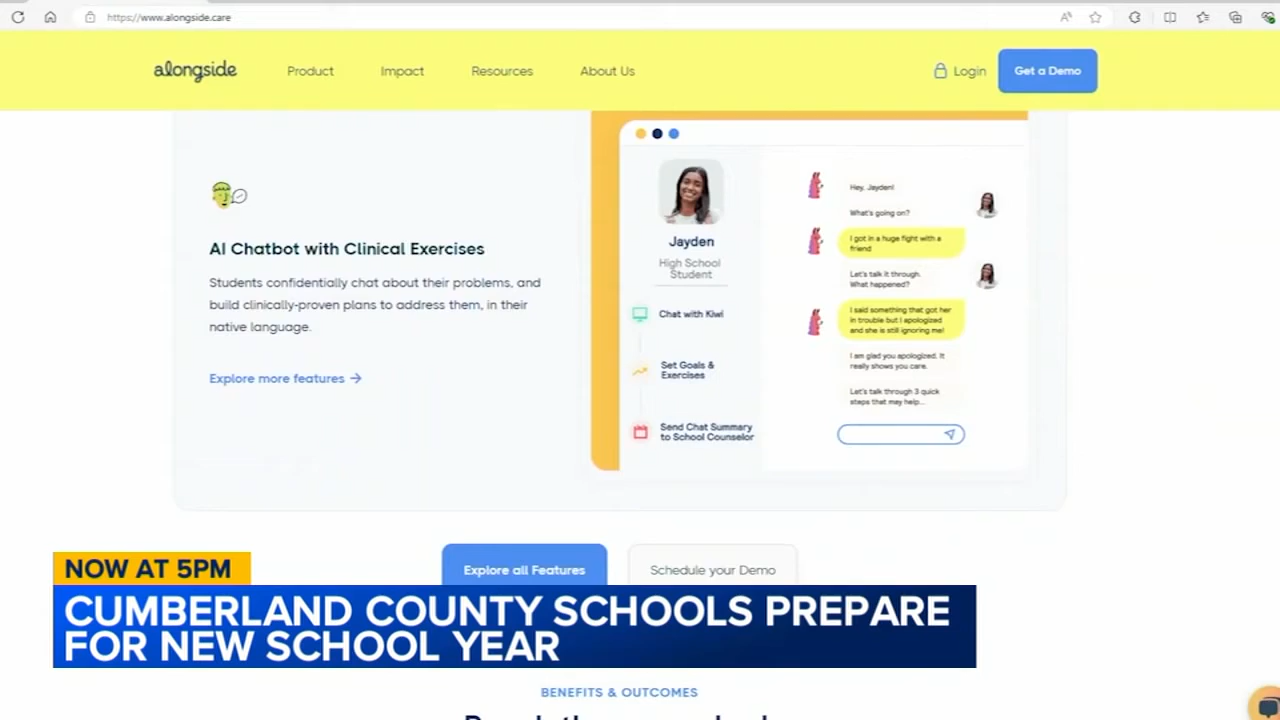 https://www.alongside.care
alongside
Product
Impact
Resources
About Us
Login
Get a Demo
AI Chatbot with Clinical Exercises
Students confidentially chat about their problems, and
build clinically-proven plans to address them, in their
native language.
Explore more features →
Jayden
High School
Student
Chat with Kiwi
Set Goals &
Exercises
Send Chat Summary
to School Counselor
Hey, Jayden!
What's going on?
I got in a huge fight with a
friend
Let's talk it through.
What happened?
I said something that got her
in trouble but I apologized
and she is still ignoring me!
I am glad you apologized. It
really shows you care.
Let's talk through 3 quick
steps that may help...
Explore all Features
Schedule your Demo
NOW AT 5PM
CUMBERLAND COUNTY SCHOOLS PREPARE
FOR NEW SCHOOL YEAR
BENEFITS & OUTCOMES